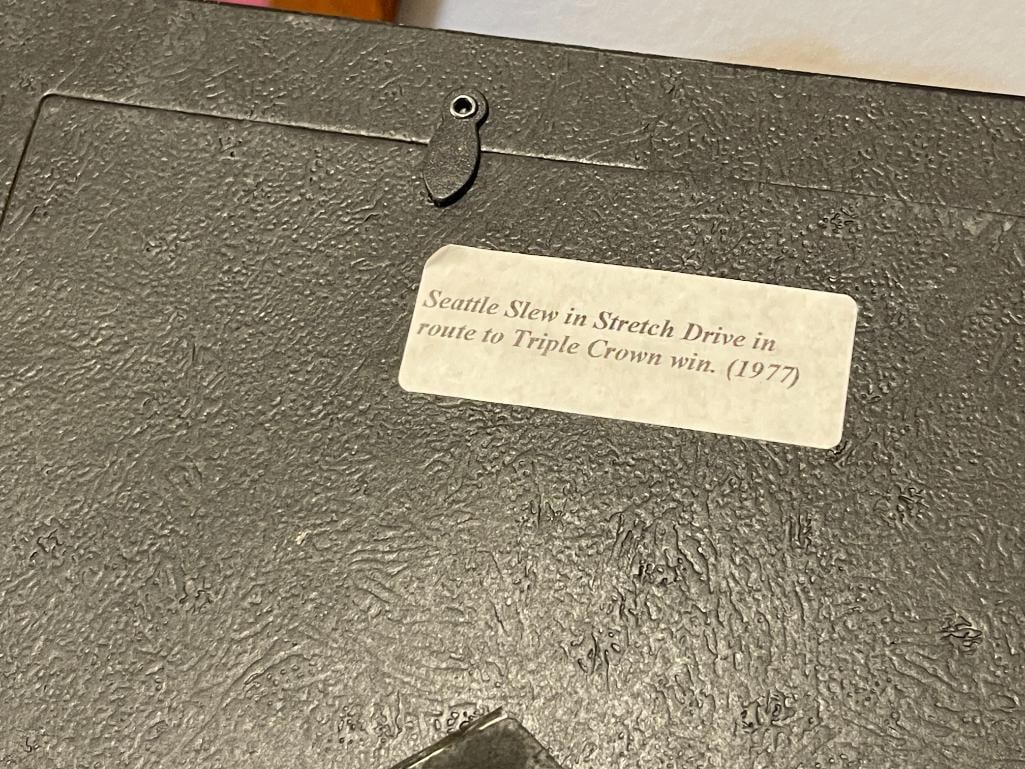 Seattle Slew in Stretch Drive in
route to Triple Crown win. (1977)